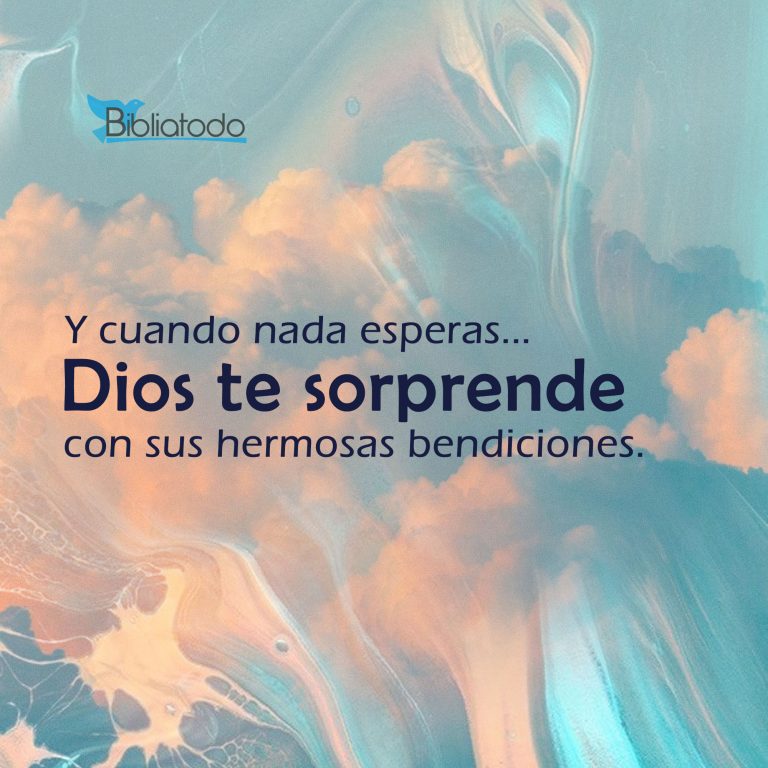 Bibliatodo
Y cuando nada esperas...
Dios te sorprende
con sus hermosas bendiciones.